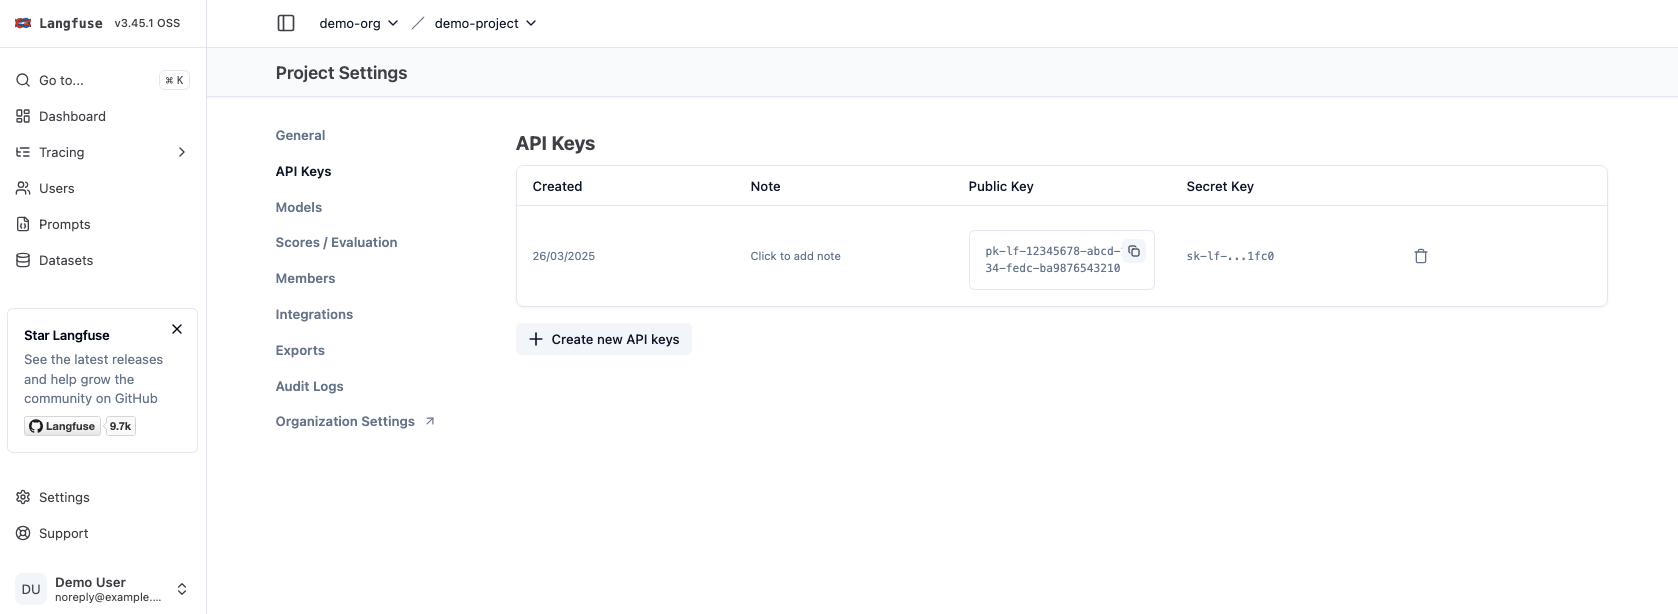 Langfuse v3.45.1 OSS
demo-org / demo-project
Go to... ⌘ K
Dashboard
Tracing
Users
Prompts
Datasets
Star Langfuse
See the latest releases
and help grow the
community on GitHub
Langfuse 9.7k
Settings
Support
DU
Demo User
noreply@example....
Project Settings
General
API Keys
Models
Scores / Evaluation
Members
Integrations
Exports
Audit Logs
Organization Settings
API Keys
Created Note Public Key Secret Key
26/03/2025 Click to add note
pk-lf-12345678-abcd-
34-fedc-ba9876543210
sk-lf-...1fc0
Create new API keys